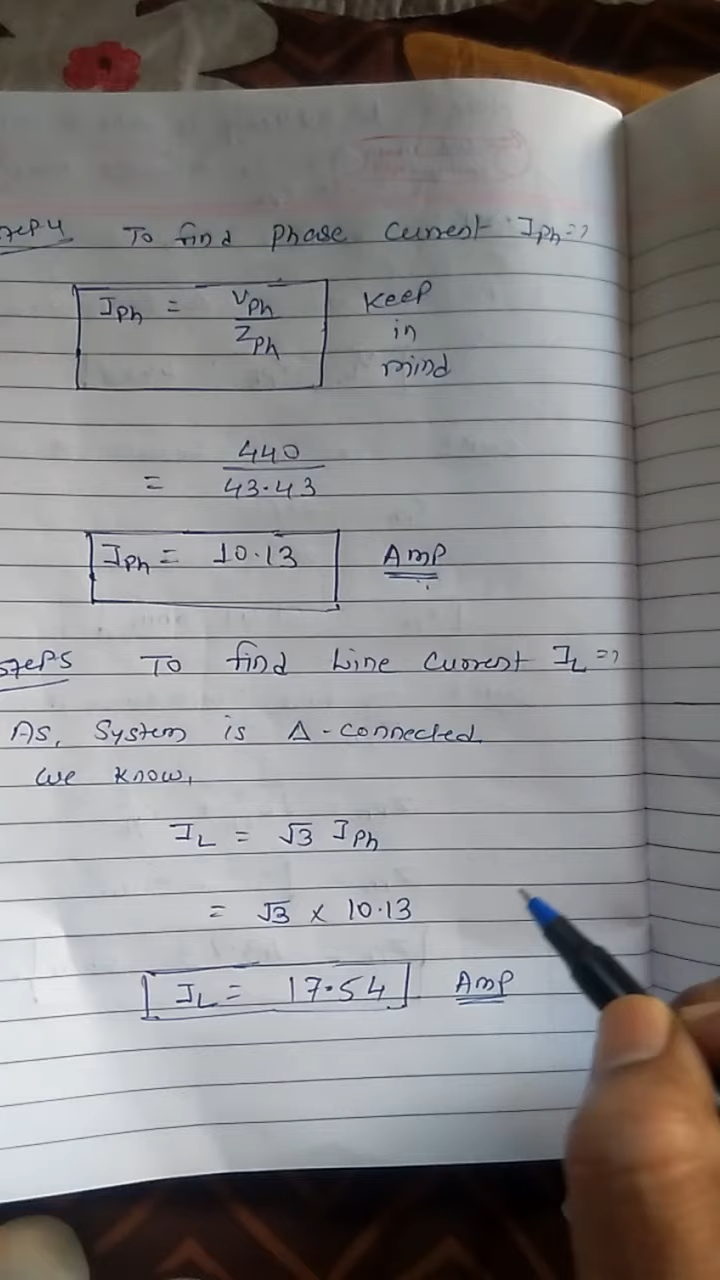 STEP4 To find Phase Current IPh =>
IPh = VPh / ZPh
Keep
in
mind
= 440 / 43.43
IPh = 10.13 Amp
STEP5 To find Line Current IL =>
As, System is Δ-connected
we know,
IL = √3 IPh
= √3 × 10.13
IL = 17.54 Amp